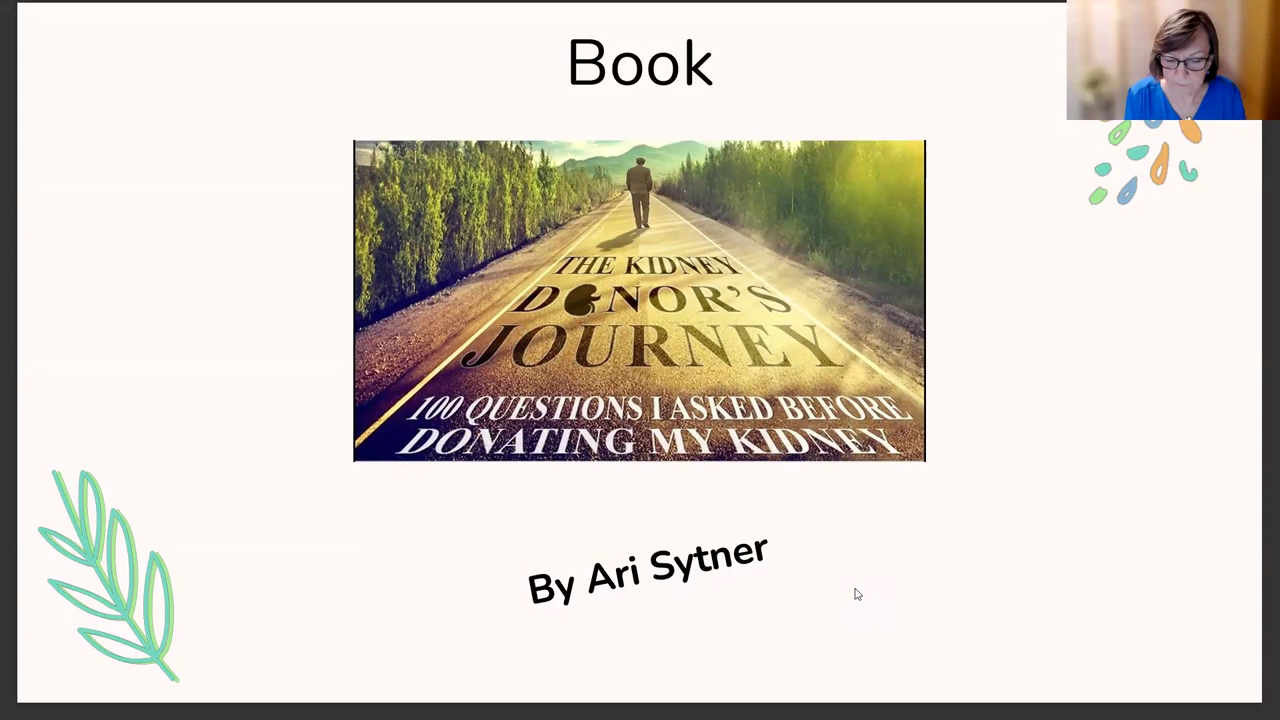 Book
THE KIDNEY
DONOR'S
JOURNEY
100 QUESTIONS I ASKED BEFORE
DONATING MY KIDNEY
By Ari Sytner